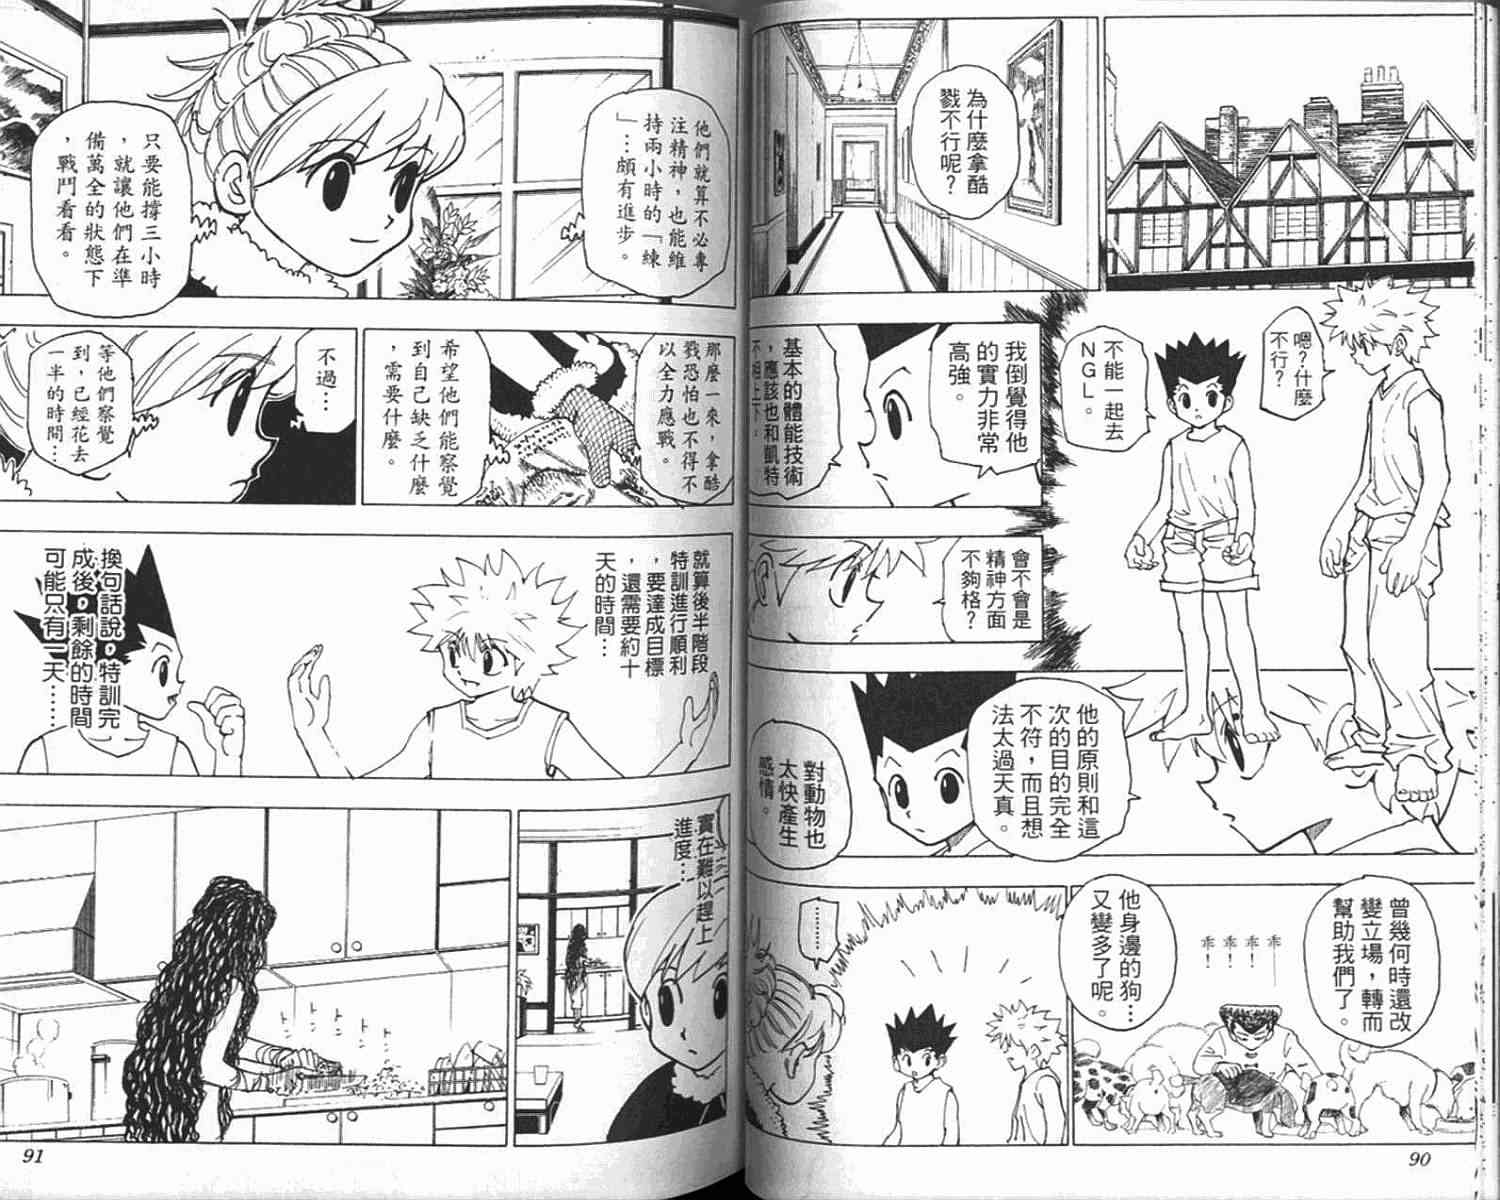 為什麼拿酷
戮不行呢？
嗯？什麼
不行？
不能一起去
NGL。
我倒覺得他
的實力非常
高強。
基本的體能技術
，應該也和凱特
不相上下。
會不會是
精神方面
不夠格？
他的原則和這
次的目的完全
不符，而且想
法太過天真。
對動物也
太快產生
感情。
曾幾何時還改
變立場，轉而
幫助我們了。
乖！
乖！
乖！
乖！
他身邊的狗…
又變多了呢。
………
90
他們就算不必專
注精神，也能維
持兩小時的「練
」…頗有進步。
只要能撐三小時
，就讓他們在準
備萬全的狀態下
，戰鬥看看。
那麼一來，拿酷
戮恐怕也不得不
以全力應戰。
希望他們能察覺
到自己缺乏什麼
，需要什麼。
不過…
等他們察覺
到，已經花去
一半的時間…
就算後半階段
特訓進行順利
，要達成目標
，還需要約十
天的時間…
換句話說，特訓完
成後，剩餘的時間
可能只有一天……
實在難以趕上
進度…
ト
ト
ト
ト
91